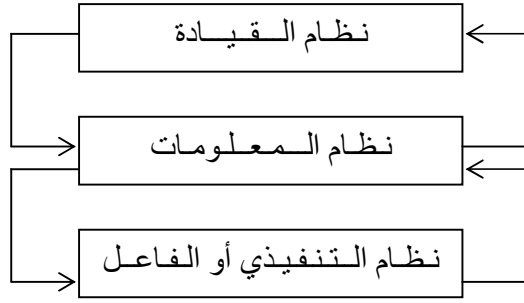 نظام القيادة
نظام المعلومات
نظام التنفيذي أو الفاعل